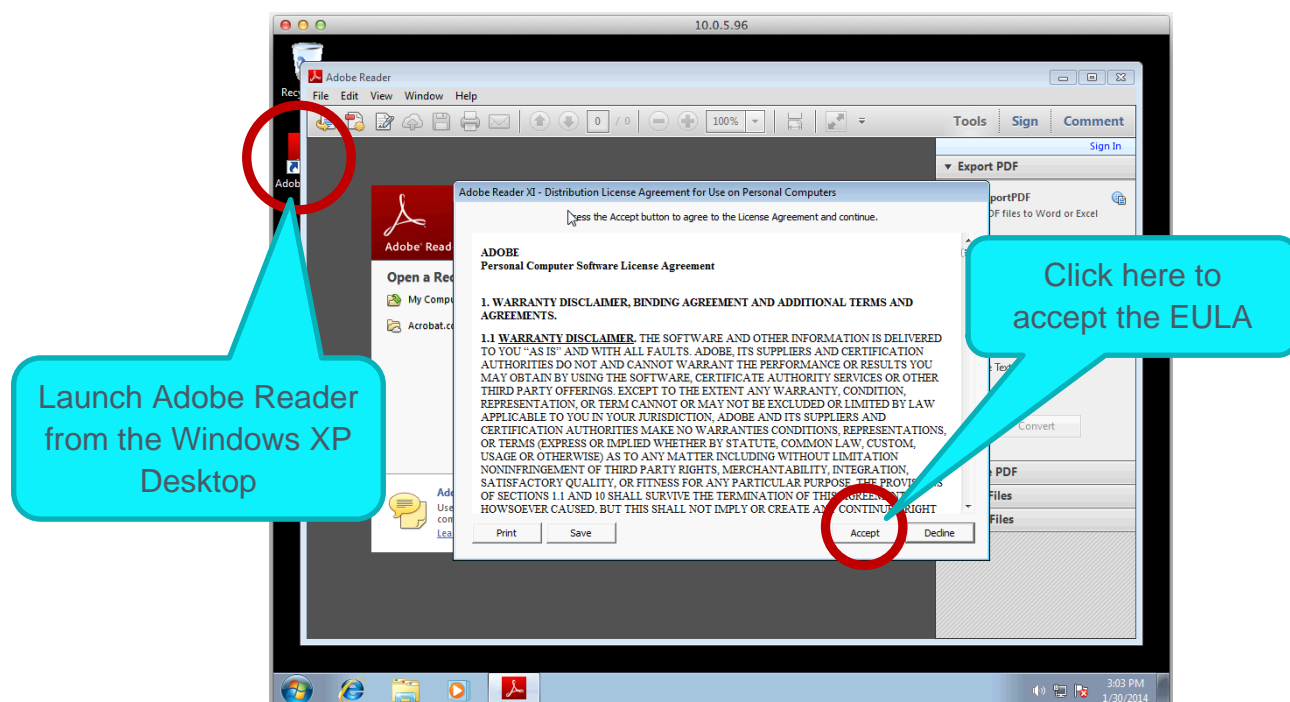 10.0.5.96
Adobe Reader
File Edit View Window Help
0 / 0 100% Tools Sign Comment
Sign In
Export PDF
Adobe Reader XI - Distribution License Agreement for Use on Personal Computers
ess the Accept button to agree to the License Agreement and continue.
ADOBE
Personal Computer Software License Agreement
1. WARRANTY DISCLAIMER, BINDING AGREEMENT AND ADDITIONAL TERMS AND
AGREEMENTS.
1.1 WARRANTY DISCLAIMER. THE SOFTWARE AND OTHER INFORMATION IS DELIVERED
TO YOU “AS IS” AND WITH ALL FAULTS. ADOBE, ITS SUPPLIERS AND CERTIFICATION
AUTHORITIES DO NOT AND CANNOT WARRANT THE PERFORMANCE OR RESULTS YOU
MAY OBTAIN BY USING THE SOFTWARE, CERTIFICATE AUTHORITY SERVICES OR OTHER
THIRD PARTY OFFERINGS. EXCEPT TO THE EXTENT ANY WARRANTY, CONDITION,
REPRESENTATION, OR TERM CANNOT OR MAY NOT BE EXCLUDED OR LIMITED BY LAW
APPLICABLE TO YOU IN YOUR JURISDICTION, ADOBE AND ITS SUPPLIERS AND
CERTIFICATION AUTHORITIES MAKE NO WARRANTIES CONDITIONS, REPRESENTATIONS,
OR TERMS (EXPRESS OR IMPLIED WHETHER BY STATUTE, COMMON LAW, CUSTOM,
USAGE OR OTHERWISE) AS TO ANY MATTER INCLUDING WITHOUT LIMITATION
NONINFRINGEMENT OF THIRD PARTY RIGHTS, MERCHANTABILITY, INTEGRATION,
SATISFACTORY QUALITY, OR FITNESS FOR ANY PARTICULAR PURPOSE. THE PROVIS
OF SECTIONS 1.1 AND 10 SHALL SURVIVE THE TERMINATION OF THIS AGREEMENT
HOWSOEVER CAUSED, BUT THIS SHALL NOT IMPLY OR CREATE ANY CONTINUE RIGHT
Print Save Accept Decline
Adobe Read
Open a Rec
My Compu
Acrobat.co
Ade
Use
com
Lea
portPDF
DF files to Word or Excel
e Tex
Convert
PDF
Files
Files
Recy
Adob
Launch Adobe Reader
from the Windows XP
Desktop
Click here to
accept the EULA
3:03 PM
1/30/2014